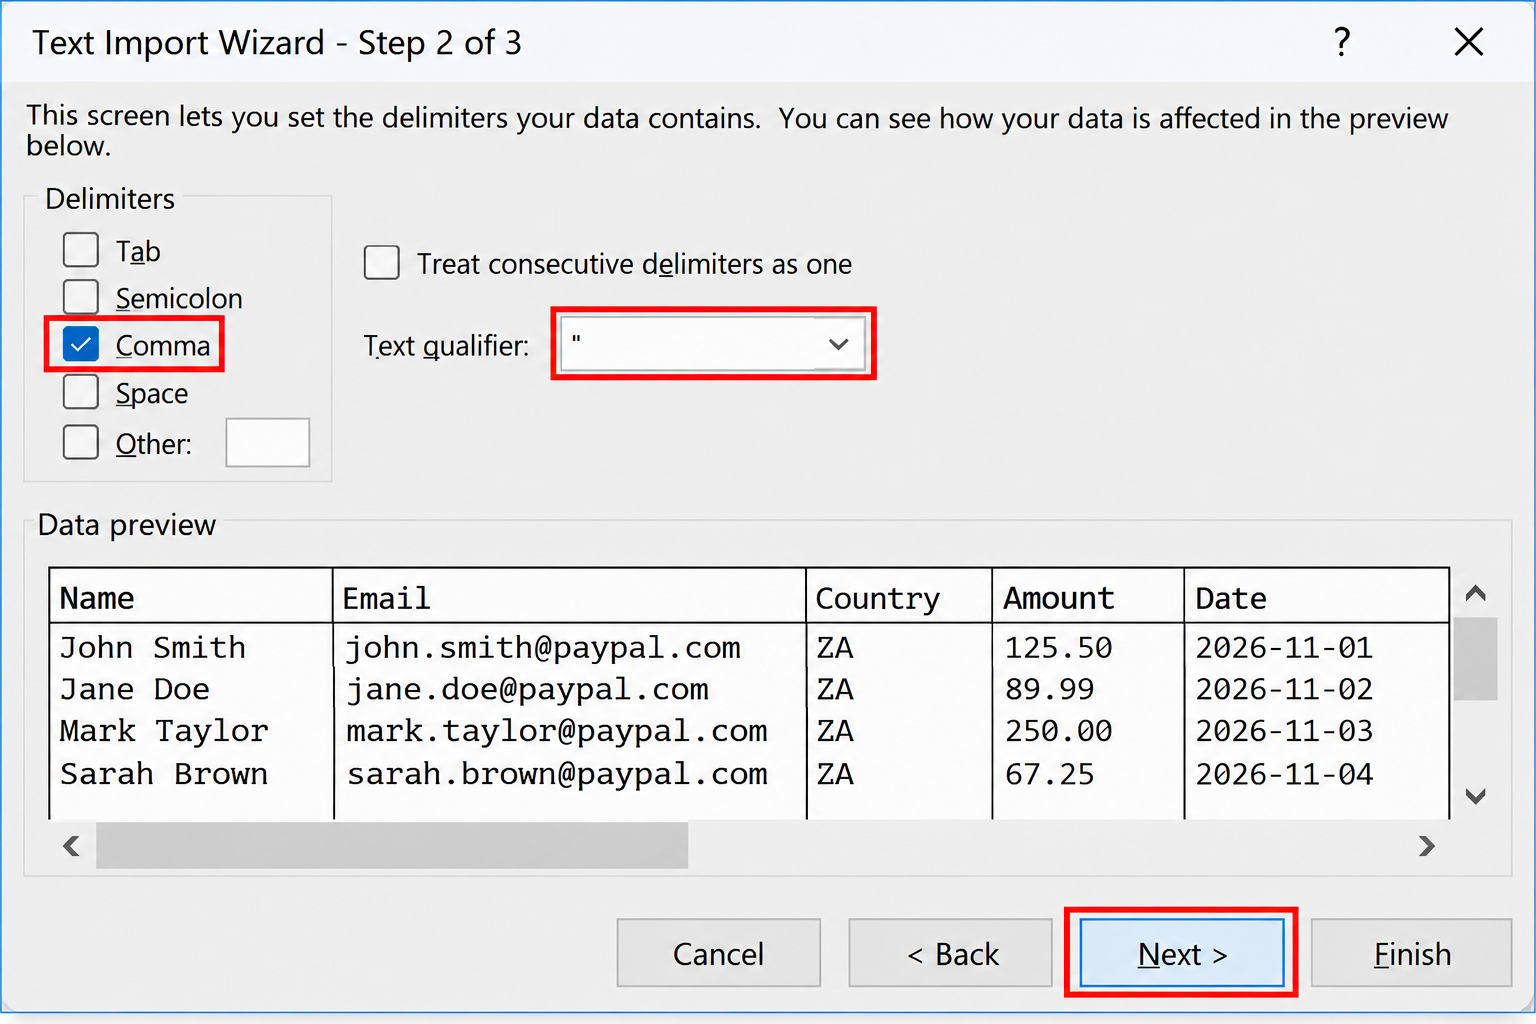 Text Import Wizard - Step 2 of 3
?
This screen lets you set the delimiters your data contains.  You can see how your data is affected in the preview
below.
Delimiters
Tab
Semicolon
Comma
Space
Other:
Treat consecutive delimiters as one
Text qualifier: "
Data preview
Name Email Country Amount Date
John Smith john.smith@paypal.com ZA 125.50 2026-11-01
Jane Doe jane.doe@paypal.com ZA 89.99 2026-11-02
Mark Taylor mark.taylor@paypal.com ZA 250.00 2026-11-03
Sarah Brown sarah.brown@paypal.com ZA 67.25 2026-11-04
Cancel < Back Next > Finish